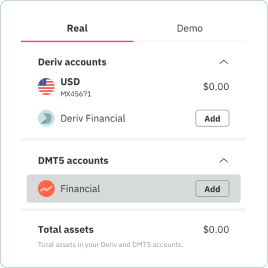 Real Demo
Deriv accounts
USD $0.00
MX45671
Deriv Financial Add
DMT5 accounts
Financial Add
Total assets $0.00
Total assets in your Deriv and DMT5 accounts.